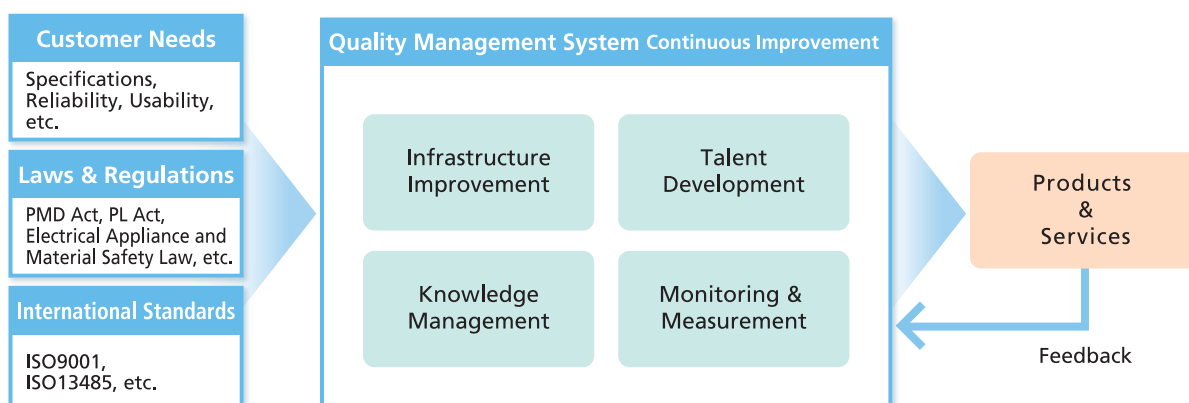 Customer Needs
Specifications,
Reliability, Usability,
etc.
Laws & Regulations
PMD Act, PL Act,
Electrical Appliance and
Material Safety Law, etc.
International Standards
ISO9001,
ISO13485, etc.
Quality Management System Continuous Improvement
Infrastructure
Improvement
Talent
Development
Knowledge
Management
Monitoring &
Measurement
Products
&
Services
Feedback